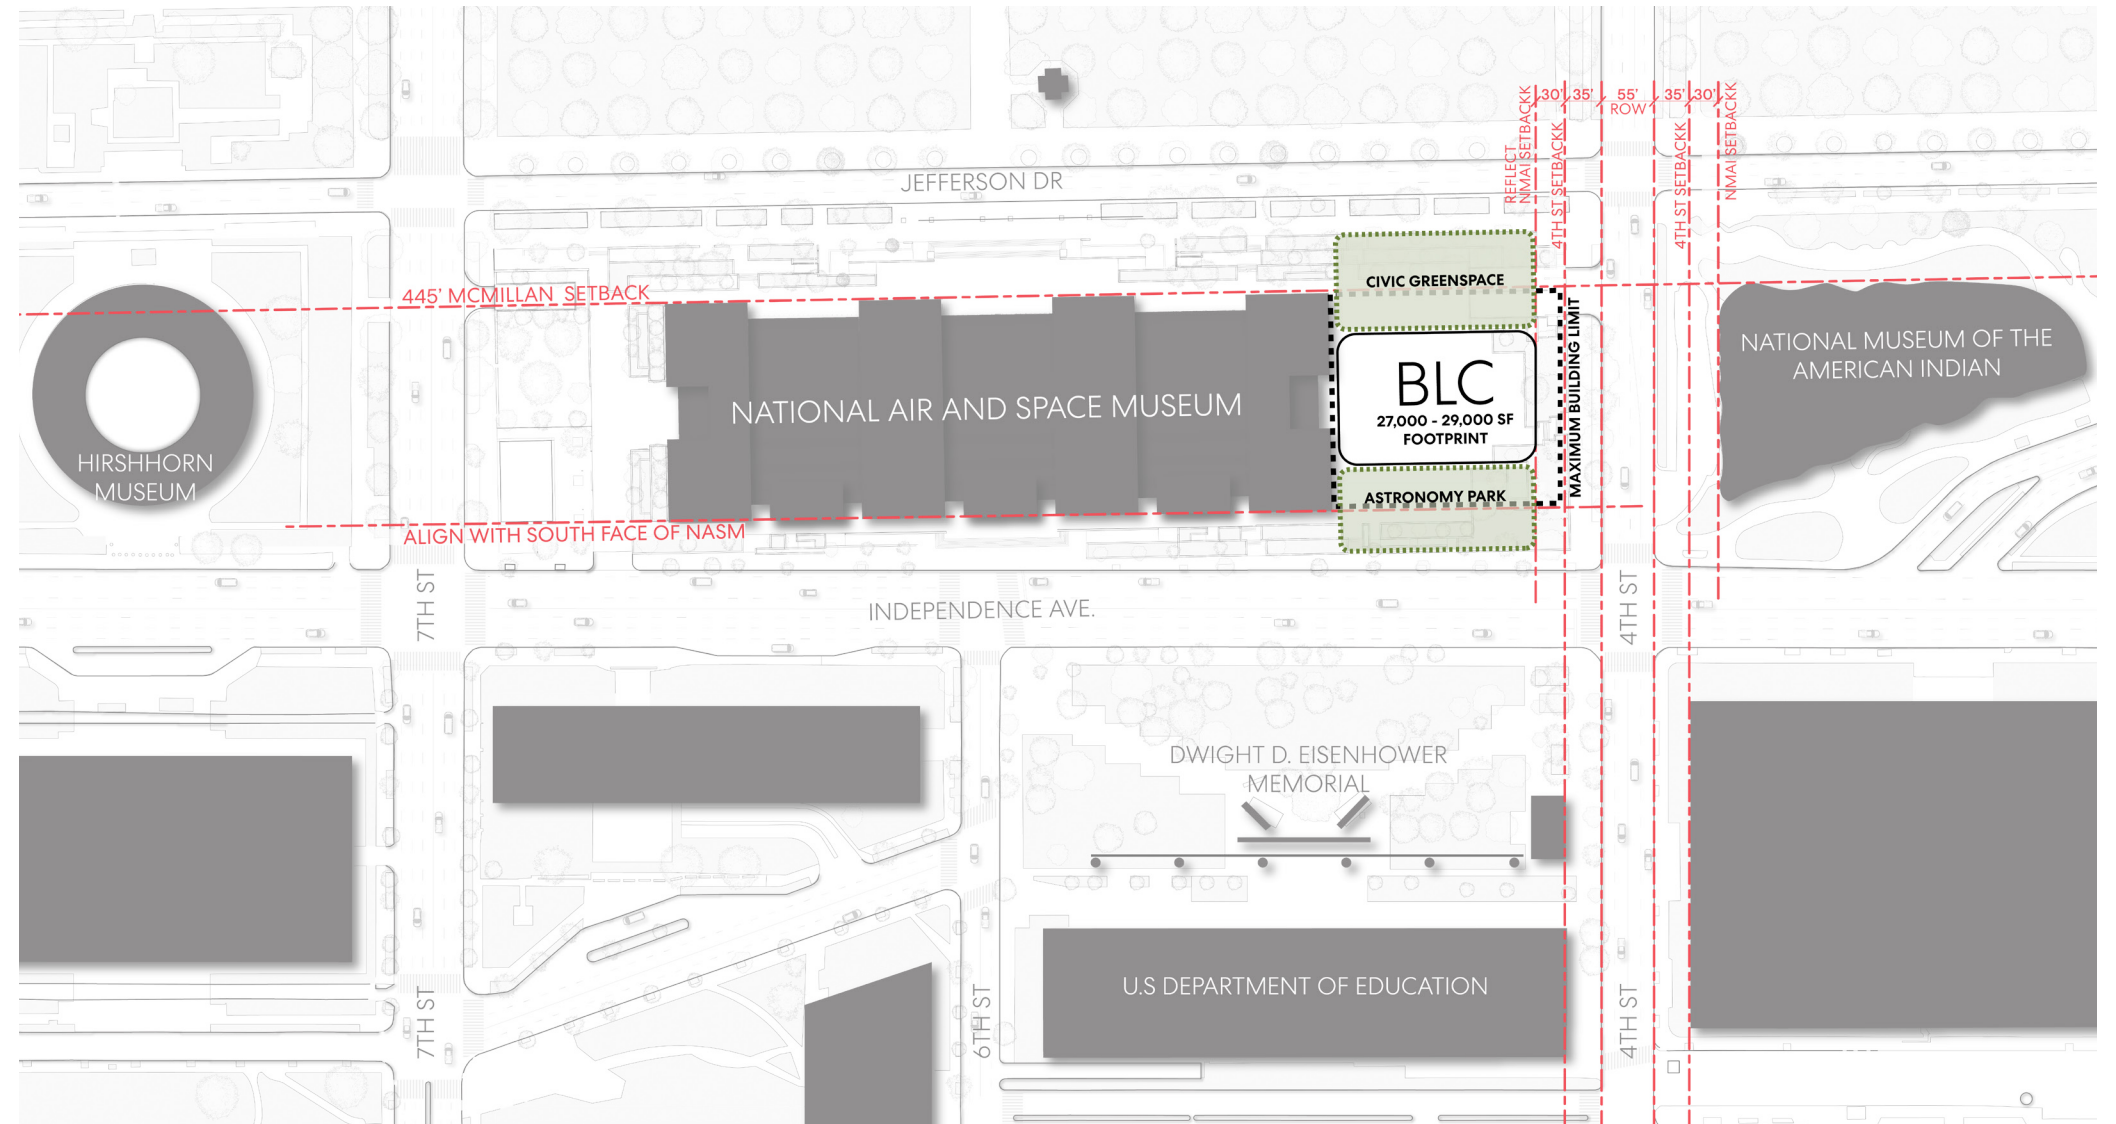 30' 35' 55' 35' 30'
ROW
REFLECT
NMAI SETBACKK
4TH ST SETBACKK
4TH ST SETBACKK
NMAI SETBACKK
JEFFERSON DR
445' MCMILLAN SETBACK
CIVIC GREENSPACE
MAXIMUM BUILDING LIMIT
BLC
27,000 - 29,000 SF
FOOTPRINT
NATIONAL AIR AND SPACE MUSEUM
NATIONAL MUSEUM OF THE
AMERICAN INDIAN
HIRSHHORN
MUSEUM
ASTRONOMY PARK
ALIGN WITH SOUTH FACE OF NASM
7TH ST
INDEPENDENCE AVE.
4TH ST
DWIGHT D. EISENHOWER
MEMORIAL
U.S DEPARTMENT OF EDUCATION
7TH ST
6TH ST
4TH ST